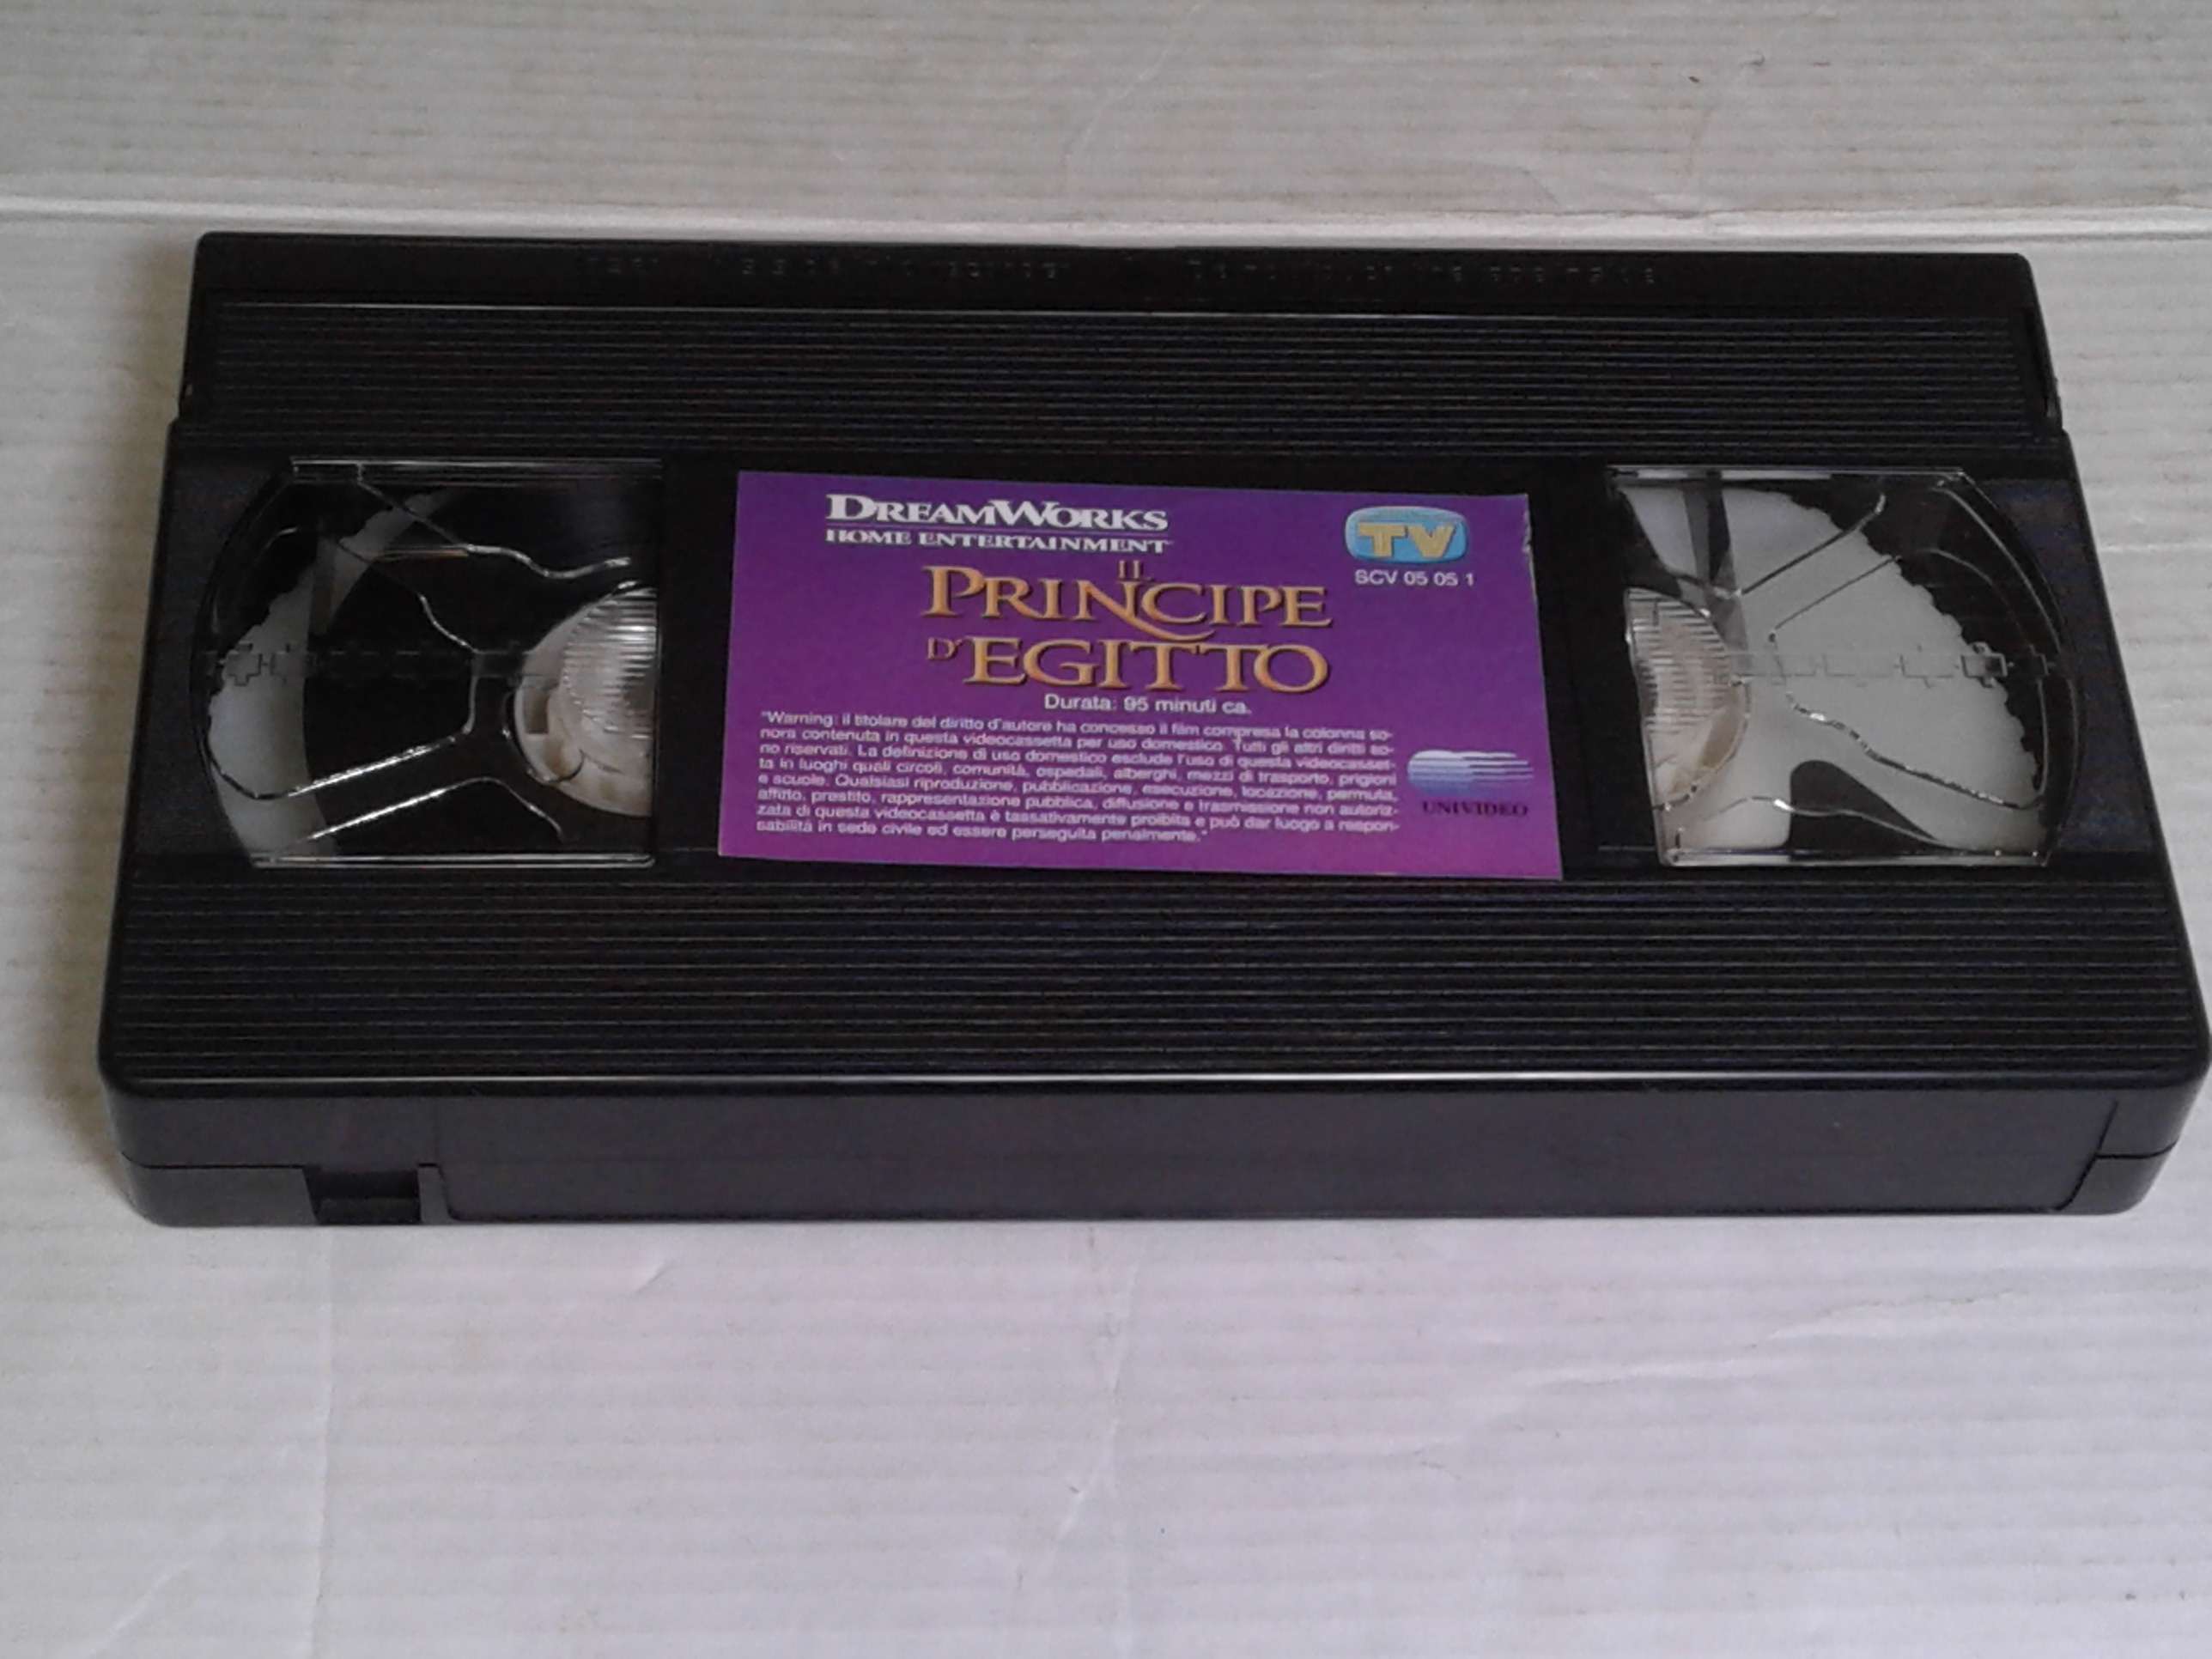 DREAMWORKS
HOME ENTERTAINMENT
TV
SCV 05 05 1
IL
PRINCIPE
D'EGITTO
Durata: 95 minuti ca.
"Warning: il titolare del diritto d'autore ha concesso il film compresa la colonna so-
nora contenuta in questa videocassetta per uso domestico. Tutti gli altri diritti so-
no riservati. La definizione di uso domestico esclude l'uso di questa videocasset-
ta in luoghi quali circoli, comunità, ospedali, alberghi, mezzi di trasporto, prigioni
e scuole. Qualsiasi riproduzione, pubblicazione, esecuzione, locazione, permuta,
affitto, prestito, rappresentazione pubblica, diffusione e trasmissione non autoriz-
zata di questa videocassetta è tassativamente proibita e può dar luogo a respon-
sabilità in sede civile ed essere perseguita penalmente."
UNIVIDEO